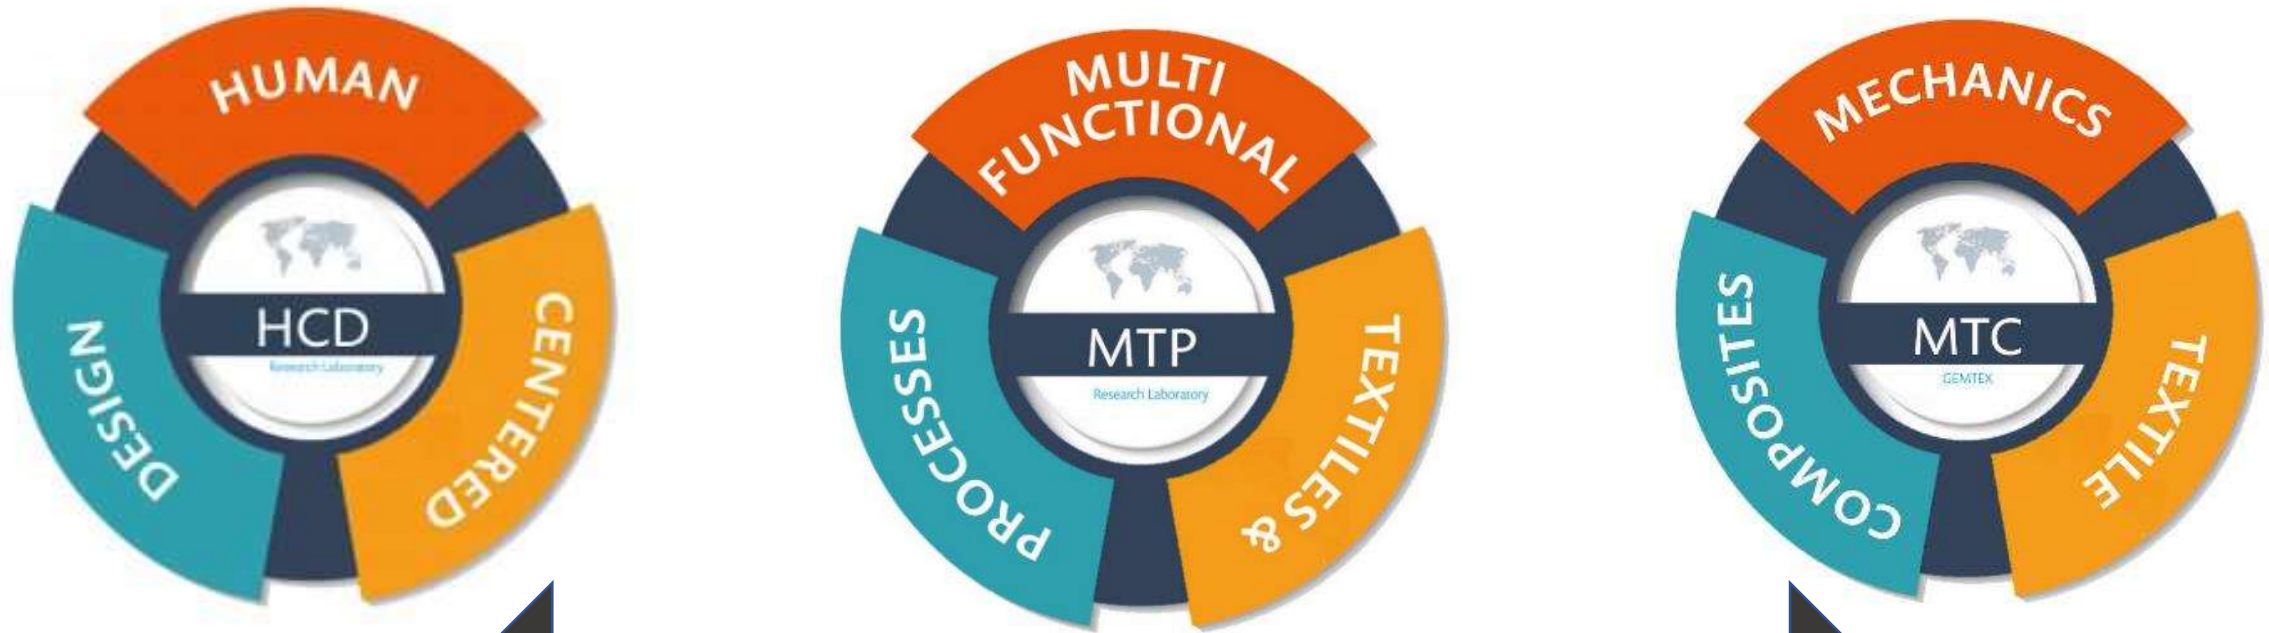 HUMAN
CENTERED
DESIGN
HCD
Research Laboratory
MULTI
FUNCTIONAL
TEXTILES &
PROCESSES
MTP
Research Laboratory
MECHANICS
TEXTILE
COMPOSITES
MTC
GEMTEX